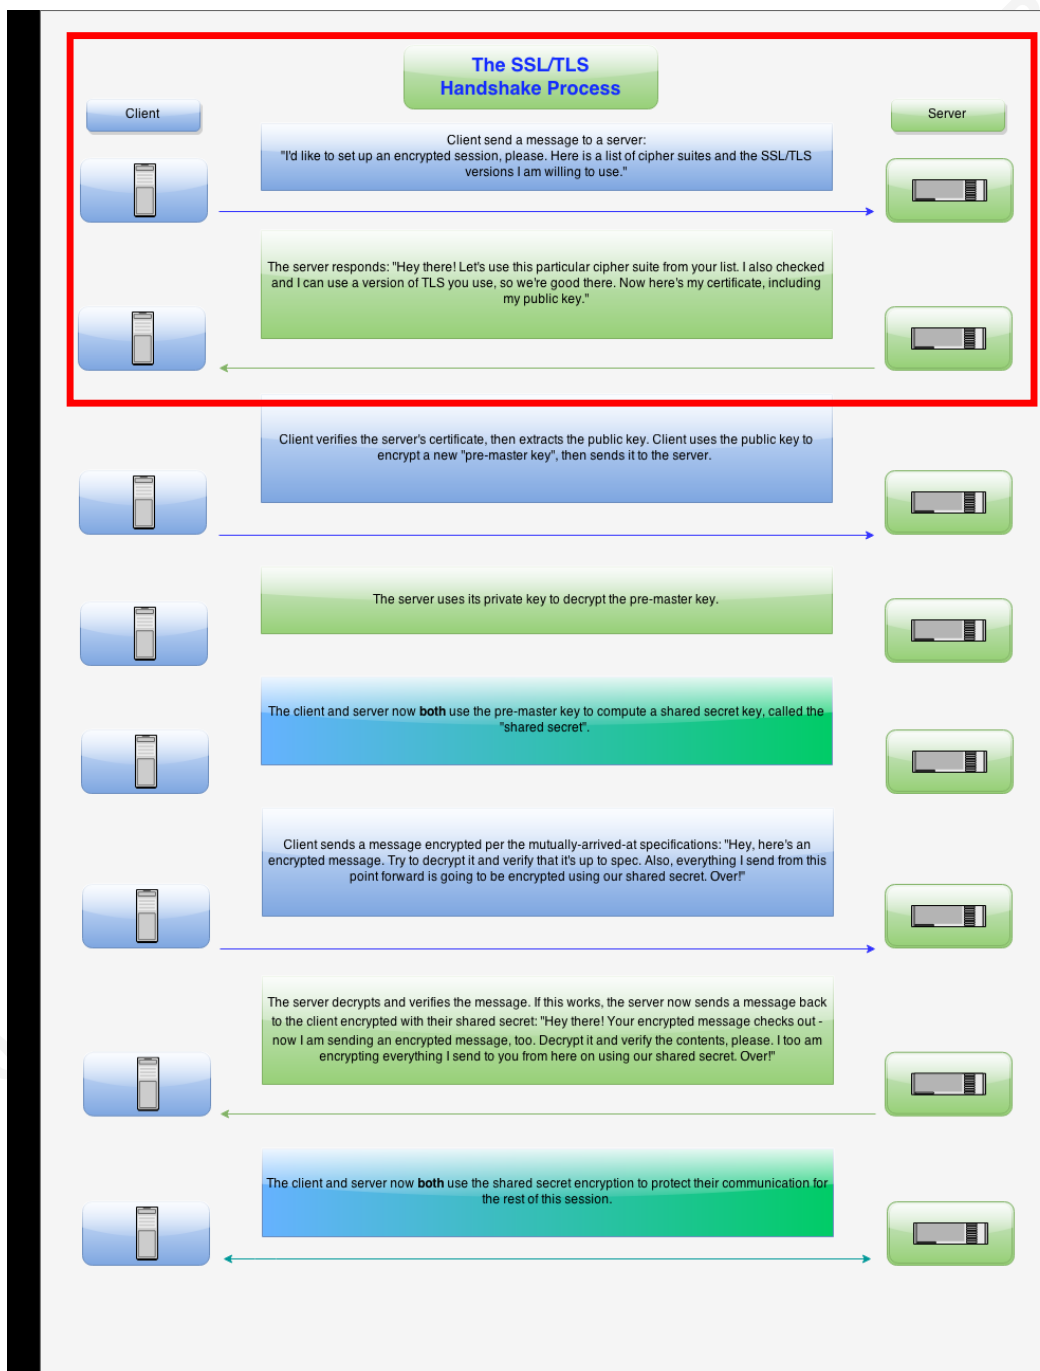 The SSL/TLS
Handshake Process
Client
Server
Client send a message to a server:
"I'd like to set up an encrypted session, please. Here is a list of cipher suites and the SSL/TLS
versions I am willing to use."
The server responds: "Hey there! Let's use this particular cipher suite from your list. I also checked
and I can use a version of TLS you use, so we're good there. Now here's my certificate, including
my public key."
Client verifies the server's certificate, then extracts the public key. Client uses the public key to
encrypt a new "pre-master key", then sends it to the server.
The server uses its private key to decrypt the pre-master key.
The client and server now both use the pre-master key to compute a shared secret key, called the
"shared secret".
Client sends a message encrypted per the mutually-arrived-at specifications: "Hey, here's an
encrypted message. Try to decrypt it and verify that it's up to spec. Also, everything I send from this
point forward is going to be encrypted using our shared secret. Over!"
The server decrypts and verifies the message. If this works, the server now sends a message back
to the client encrypted with their shared secret: "Hey there! Your encrypted message checks out -
now I am sending an encrypted message, too. Decrypt it and verify the contents, please. I too am
encrypting everything I send to you from here on using our shared secret. Over!"
The client and server now both use the shared secret encryption to protect their communication for
the rest of this session.